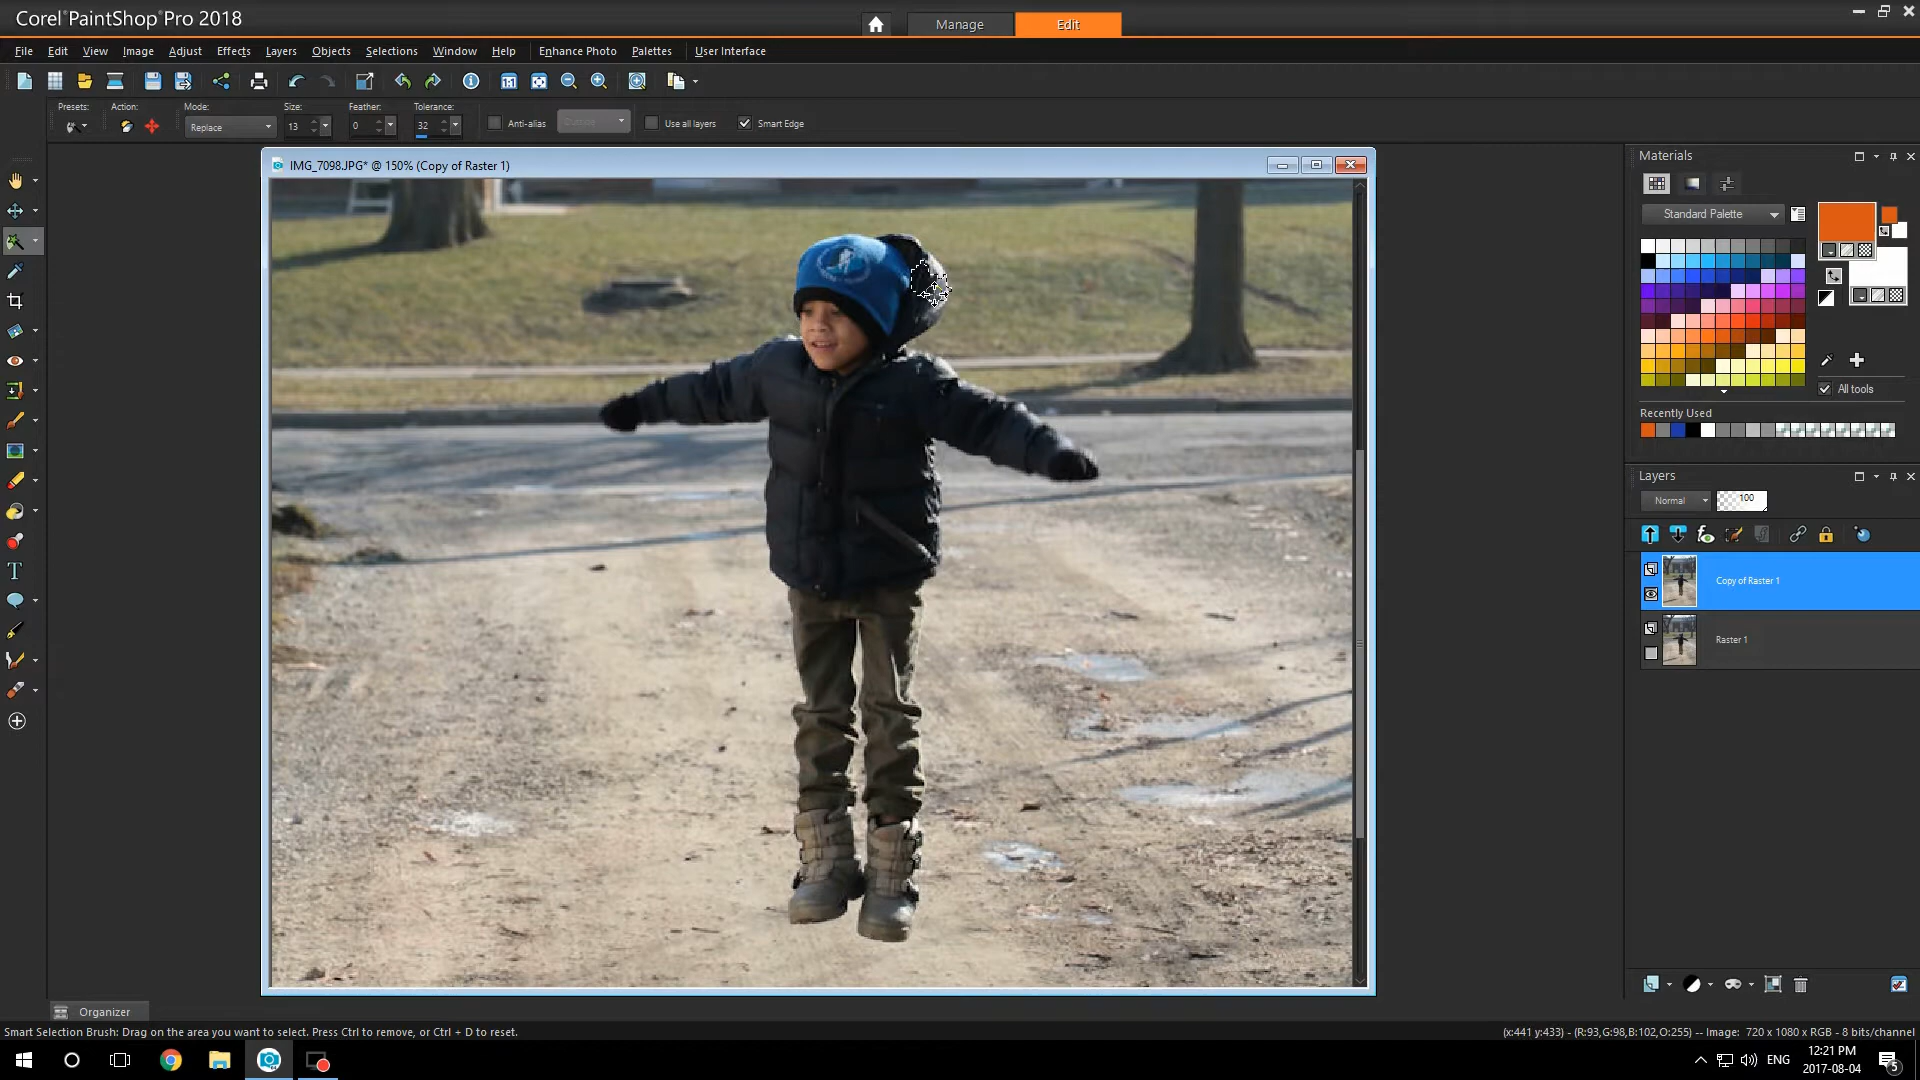 Corel PaintShop Pro 2018
Manage
Edit
File Edit View Image Adjust Effects Layers Objects Selections Window Help Enhance Photo Palettes User Interface
Presets: Action: Mode: Size: Feather: Tolerance:
Replace 13 0 32 Anti-alias Use all layers Smart Edge
IMG_7098.JPG* @ 150% (Copy of Raster 1)
Materials
Standard Palette
All tools
Recently Used
Layers
Normal 100
Copy of Raster 1
Raster 1
Organizer
Smart Selection Brush: Drag on the area you want to select. Press Ctrl to remove, or Ctrl + D to reset.
(x:441 y:433) - (R:93,G:98,B:102,O:255) -- Image: 720 x 1080 x RGB - 8 bits/channel
ENG
12:21 PM
2017-08-04
5